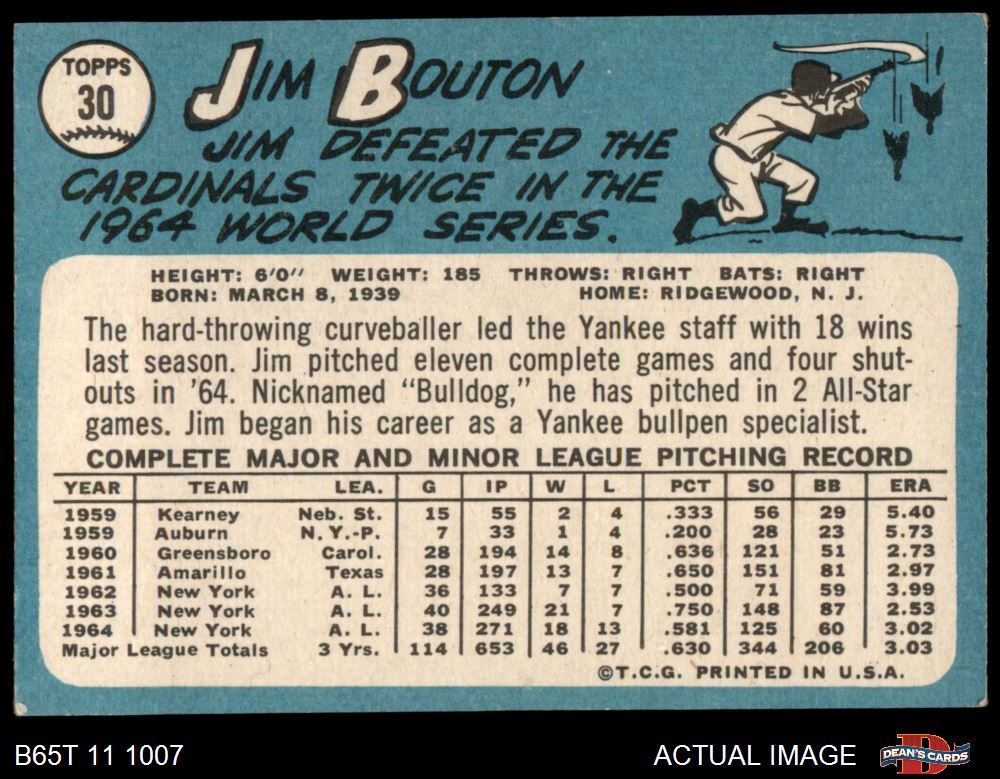 TOPPS
30
JIM BOUTON
JIM DEFEATED THE
CARDINALS TWICE IN THE
1964 WORLD SERIES.
HEIGHT: 6'0" WEIGHT: 185 THROWS: RIGHT BATS: RIGHT
BORN: MARCH 8, 1939 HOME: RIDGEWOOD, N. J.
The hard-throwing curveballer led the Yankee staff with 18 wins
last season. Jim pitched eleven complete games and four shut-
outs in '64. Nicknamed "Bulldog," he has pitched in 2 All-Star
games. Jim began his career as a Yankee bullpen specialist.
COMPLETE MAJOR AND MINOR LEAGUE PITCHING RECORD
YEAR TEAM LEA. G IP W L PCT SO BB ERA
1959 Kearney Neb. St. 15 55 2 4 .333 56 29 5.40
1959 Auburn N.Y.-P. 7 33 1 4 .200 28 23 5.73
1960 Greensboro Carol. 28 194 14 8 .636 121 51 2.73
1961 Amarillo Texas 28 197 13 7 .650 151 81 2.97
1962 New York A. L. 36 133 7 7 .500 71 59 3.99
1963 New York A. L. 40 249 21 7 .750 148 87 2.53
1964 New York A. L. 38 271 18 13 .581 125 60 3.02
Major League Totals 3 Yrs. 114 653 46 27 .630 344 206 3.03
©T.C.G. PRINTED IN U.S.A.
B65T 11 1007 ACTUAL IMAGE DEAN'S CARDS